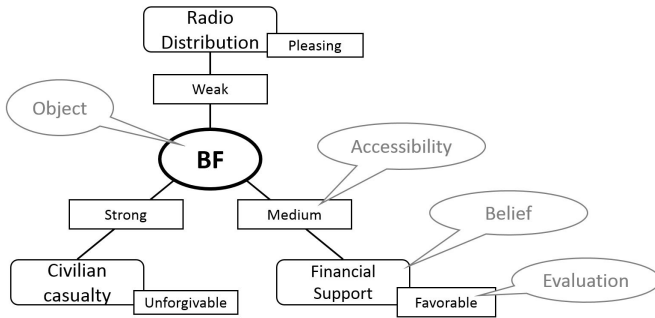 Radio
Distribution
Pleasing
Weak
Object
BF
Accessibility
Strong
Medium
Belief
Civilian
casualty
Unforgivable
Financial
Support
Favorable
Evaluation